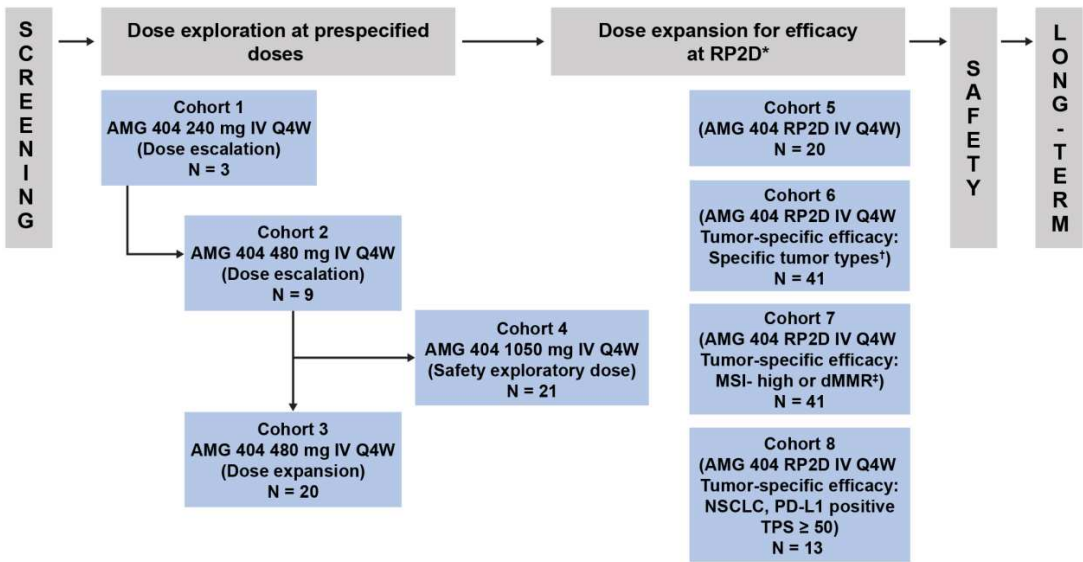 SCREENING
Dose exploration at prespecified
doses
Dose expansion for efficacy
at RP2D*
SAFETY
LONG-TERM
Cohort 1
AMG 404 240 mg IV Q4W
(Dose escalation)
N = 3
Cohort 2
AMG 404 480 mg IV Q4W
(Dose escalation)
N = 9
Cohort 4
AMG 404 1050 mg IV Q4W
(Safety exploratory dose)
N = 21
Cohort 3
AMG 404 480 mg IV Q4W
(Dose expansion)
N = 20
Cohort 5
(AMG 404 RP2D IV Q4W)
N = 20
Cohort 6
(AMG 404 RP2D IV Q4W
Tumor-specific efficacy:
Specific tumor types†)
N = 41
Cohort 7
(AMG 404 RP2D IV Q4W
Tumor-specific efficacy:
MSI- high or dMMR‡)
N = 41
Cohort 8
(AMG 404 RP2D IV Q4W
Tumor-specific efficacy:
NSCLC, PD-L1 positive
TPS ≥ 50)
N = 13